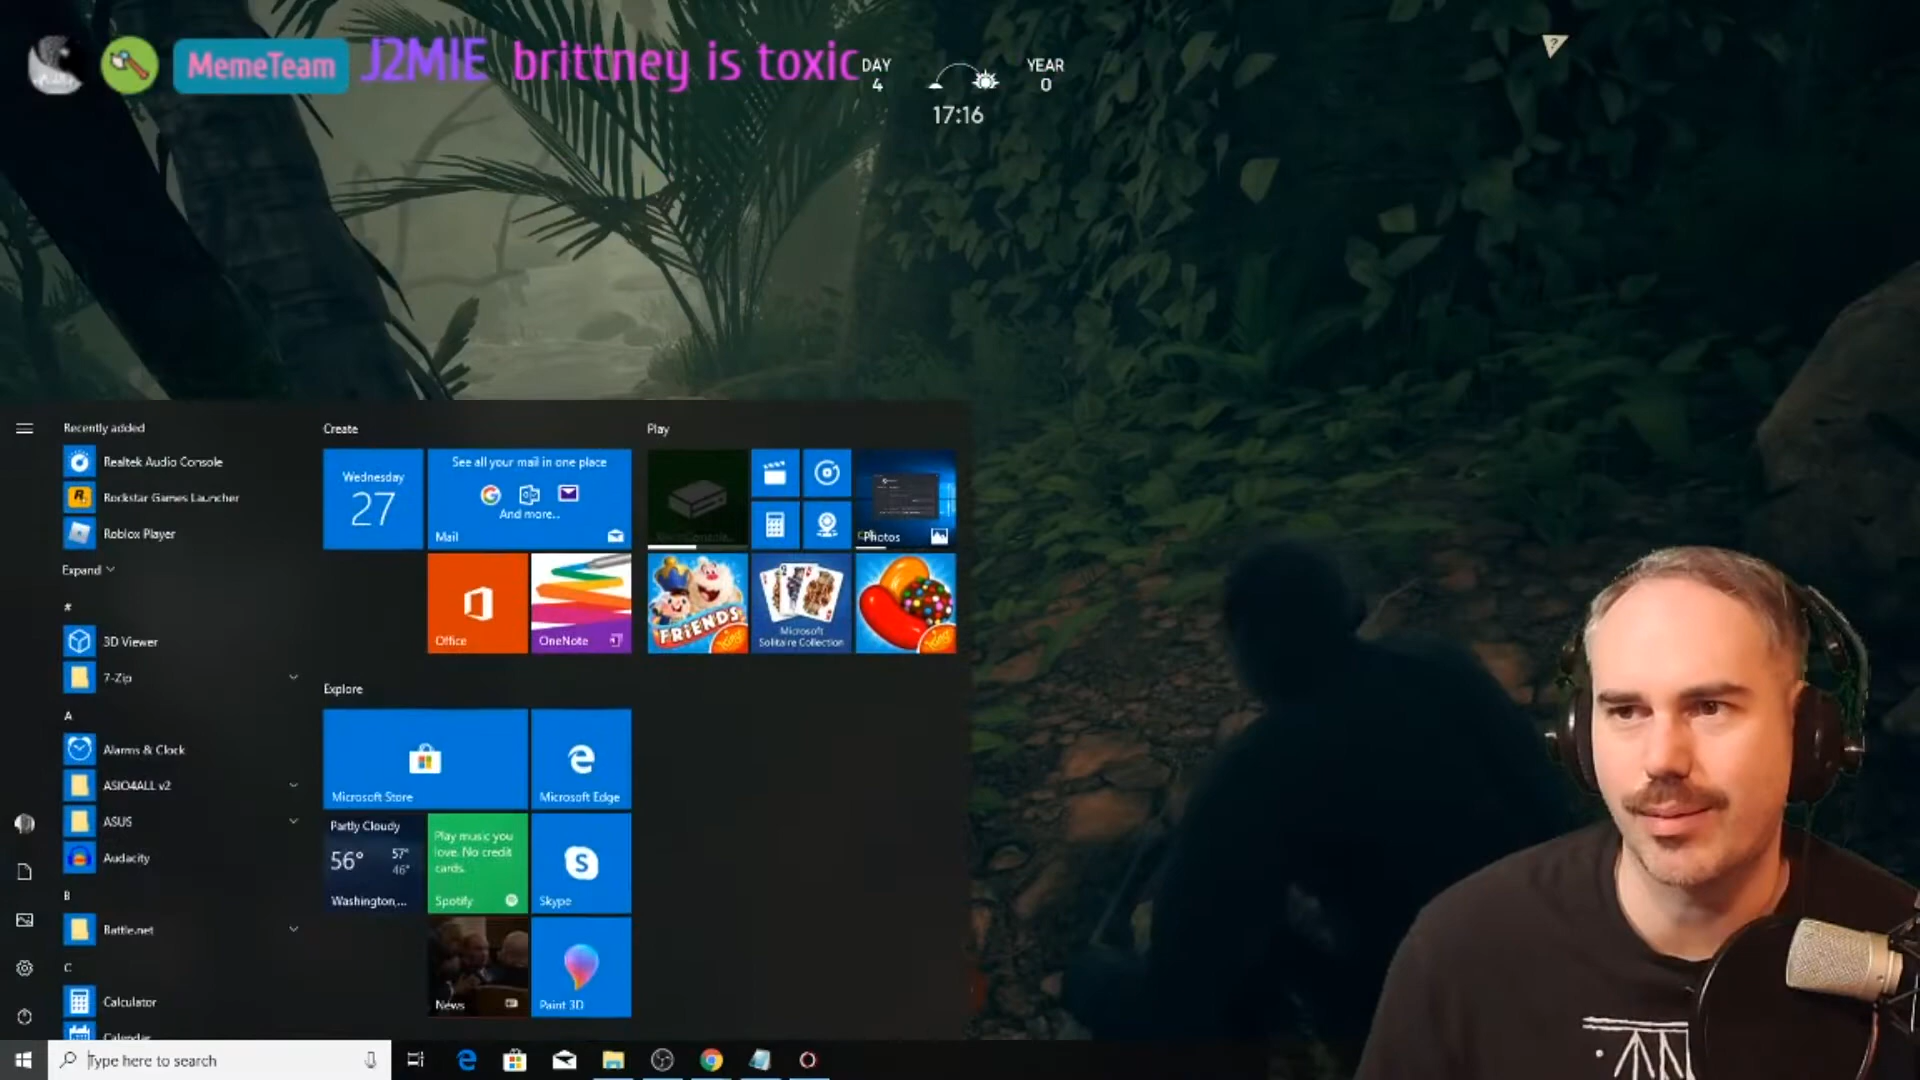 MemeTeam J2MIE brittney is toxic
DAY
4
17:16
YEAR
0
?
Recently added
Realtek Audio Console
Rockstar Games Launcher
Roblox Player
Expand
#
3D Viewer
7-Zip
A
Alarms & Clock
ASIO4ALL v2
ASUS
Audacity
B
Battle.net
C
Calculator
Calendar
Create
Wednesday
27
See all your mail in one place
And more..
Mail
Office
OneNote
Play
Photos
FRIENDS
King
Microsoft
Solitaire Collection
King
Explore
Microsoft Store
Microsoft Edge
Partly Cloudy
56°
57°
46°
Washington,...
Play music you
love. No credit
cards.
Spotify
Skype
News
Paint 3D
Type here to search